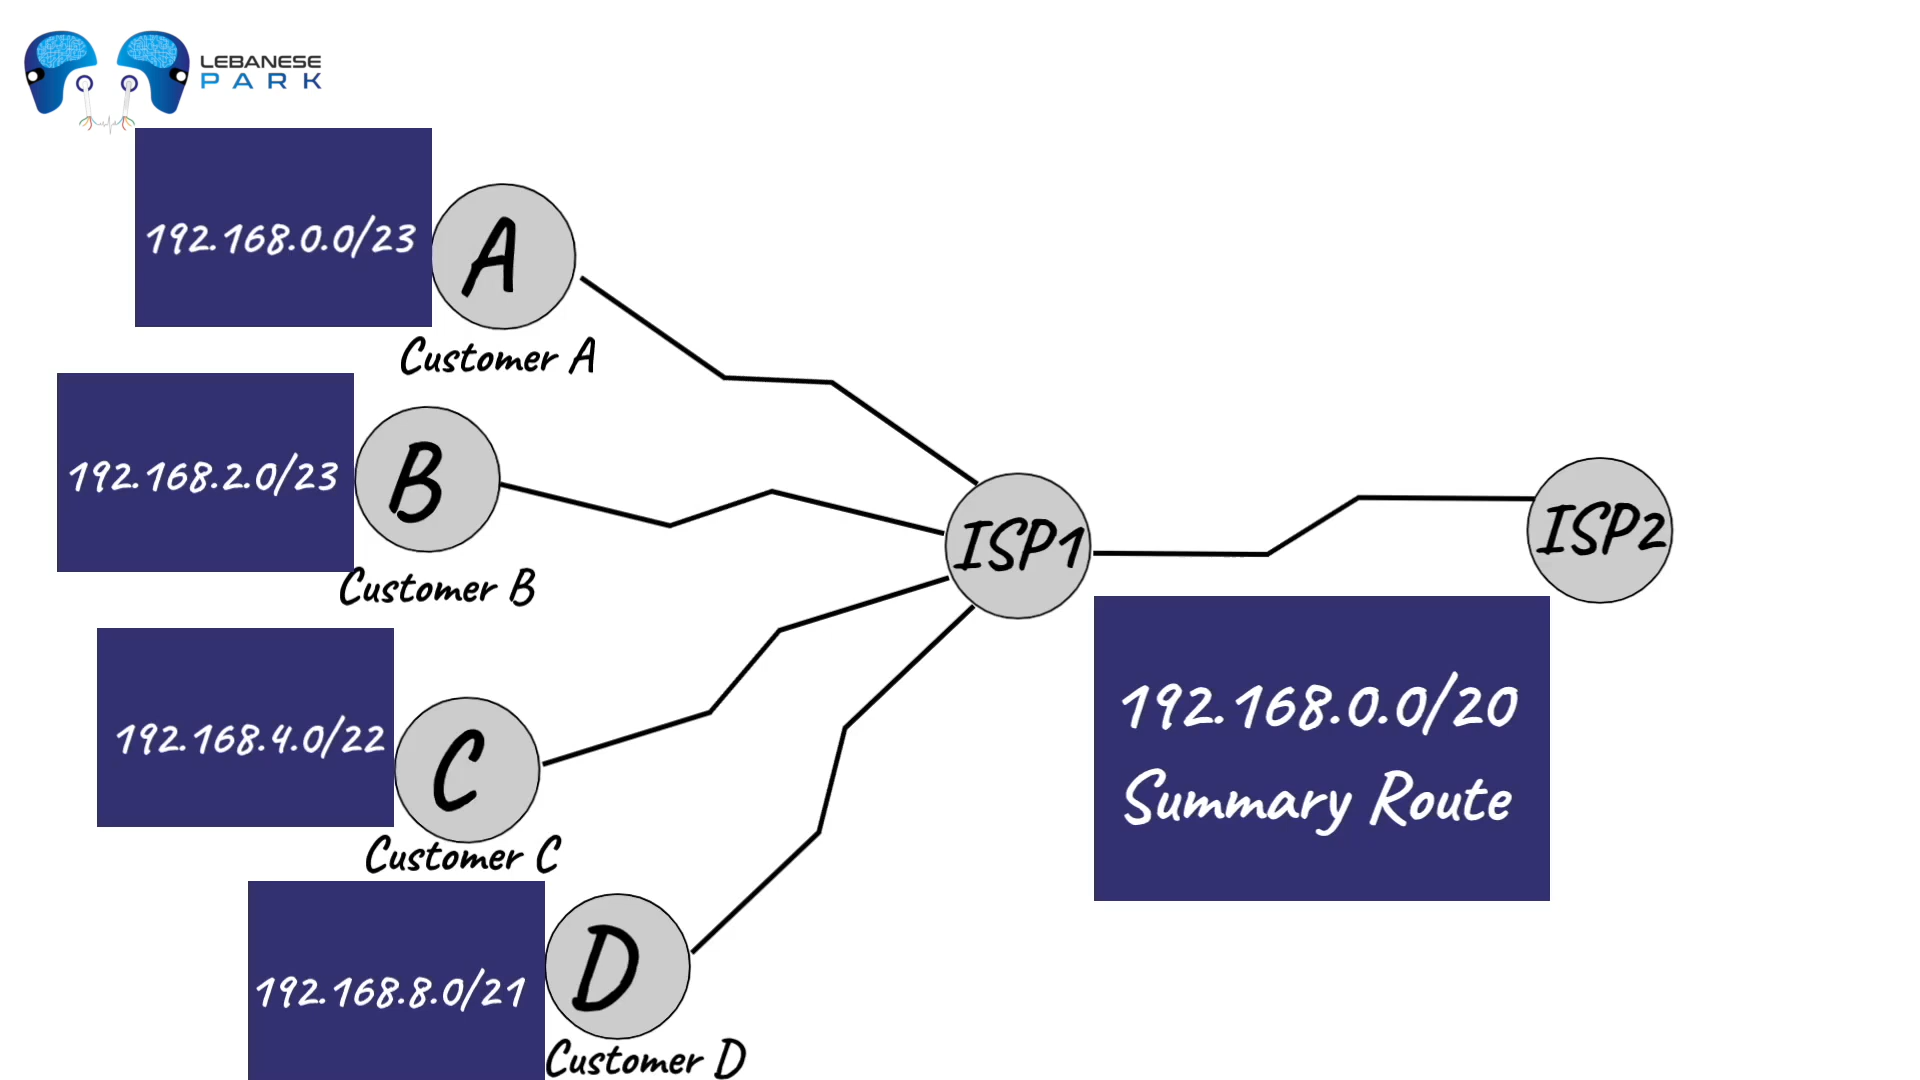 LEBANESE
PARK
192.168.0.0/23
A
Customer A
192.168.2.0/23
B
Customer B
192.168.4.0/22
C
Customer C
192.168.8.0/21
D
Customer D
ISP1
ISP2
192.168.0.0/20
Summary Route